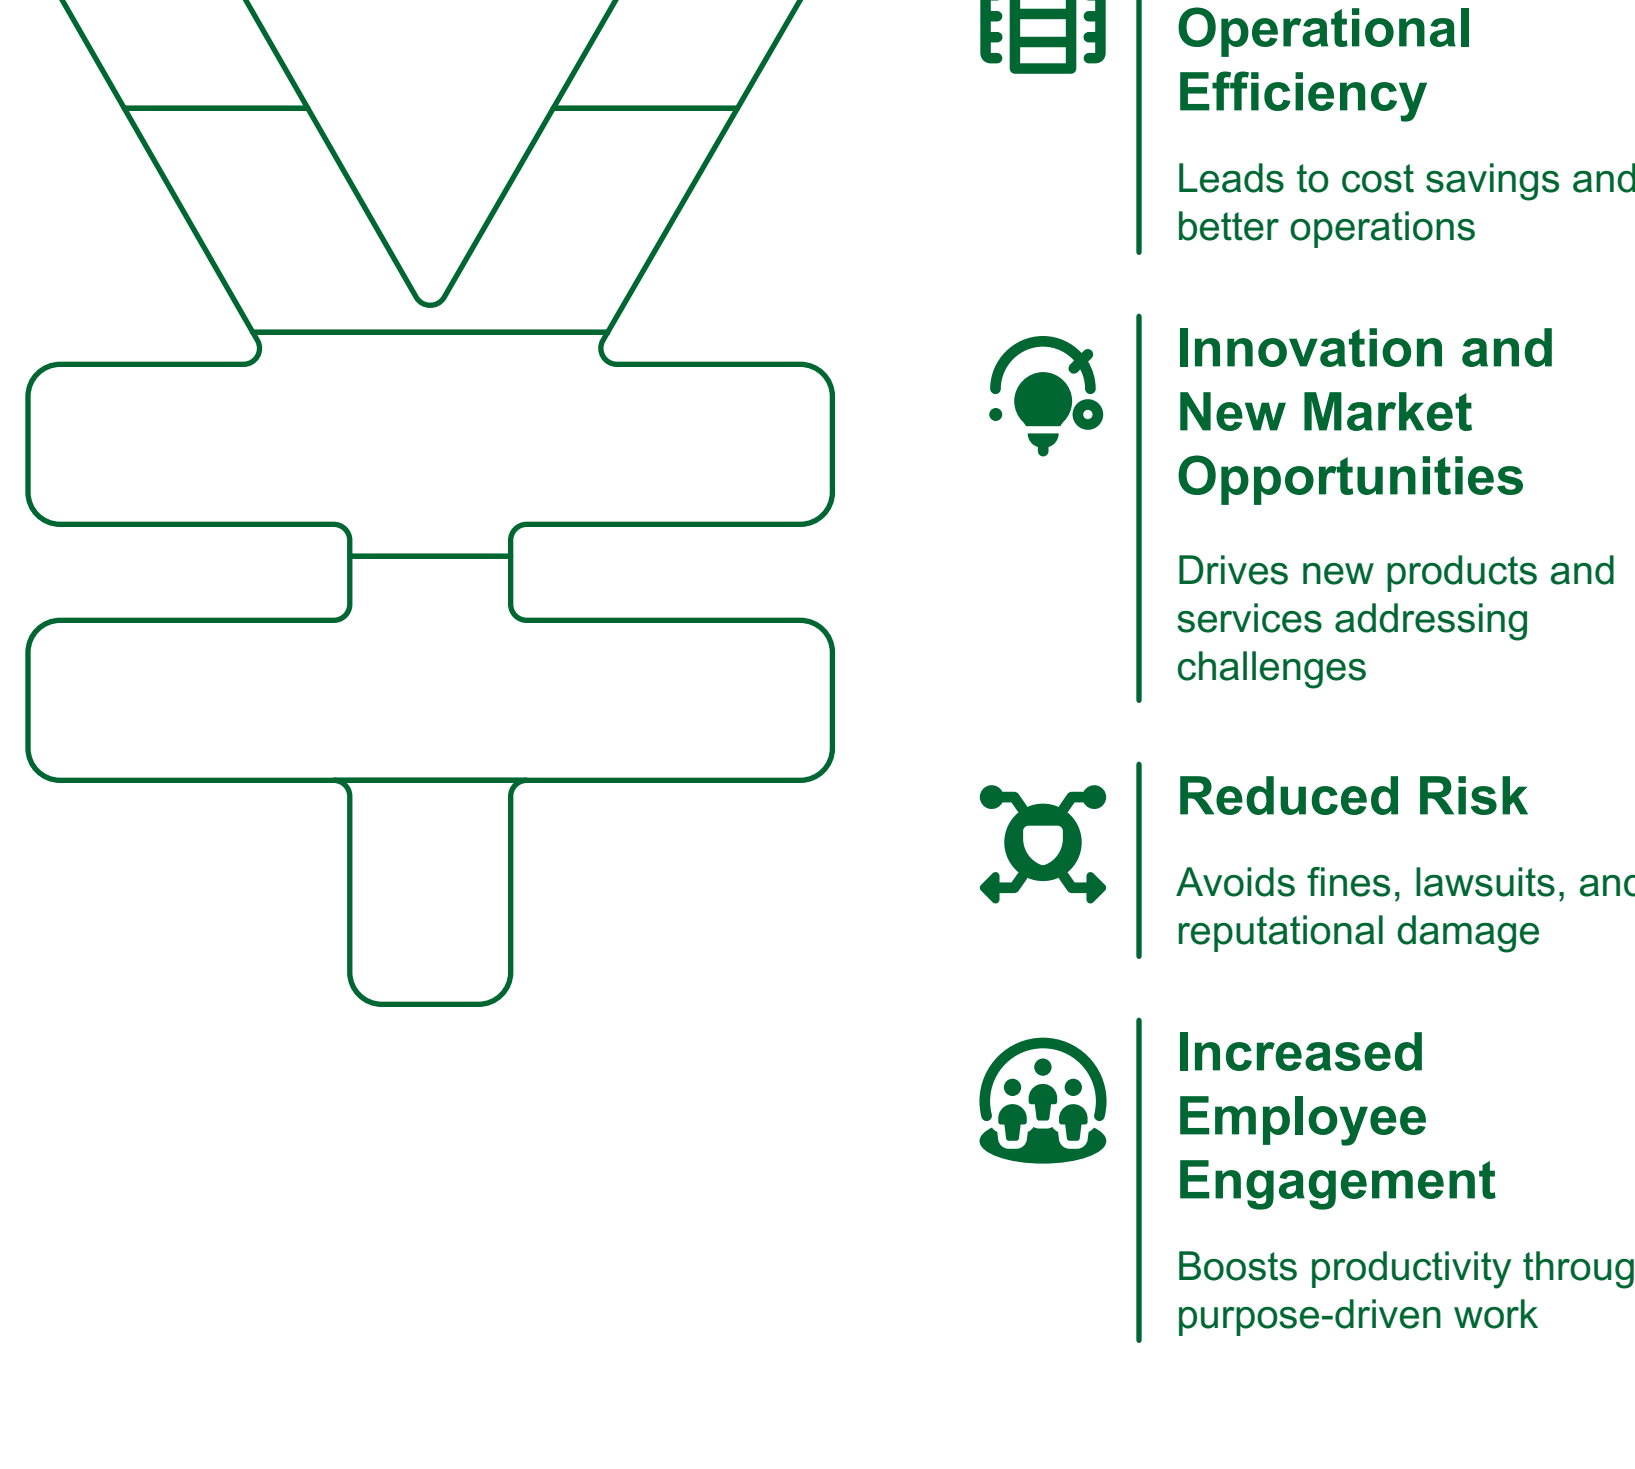 Operational
Efficiency
Leads to cost savings and
better operations
Innovation and
New Market
Opportunities
Drives new products and
services addressing
challenges
Reduced Risk
Avoids fines, lawsuits, and
reputational damage
Increased
Employee
Engagement
Boosts productivity throug
purpose-driven work